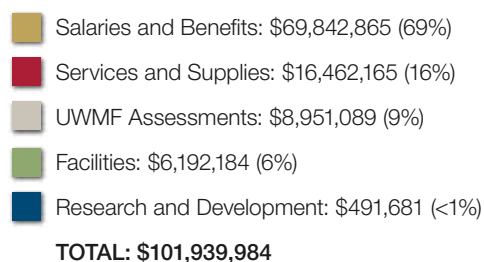 Salaries and Benefits: $69,842,865 (69%)
Services and Supplies: $16,462,165 (16%)
UWMF Assessments: $8,951,089 (9%)
Facilities: $6,192,184 (6%)
Research and Development: $491,681 (<1%)
TOTAL: $101,939,984